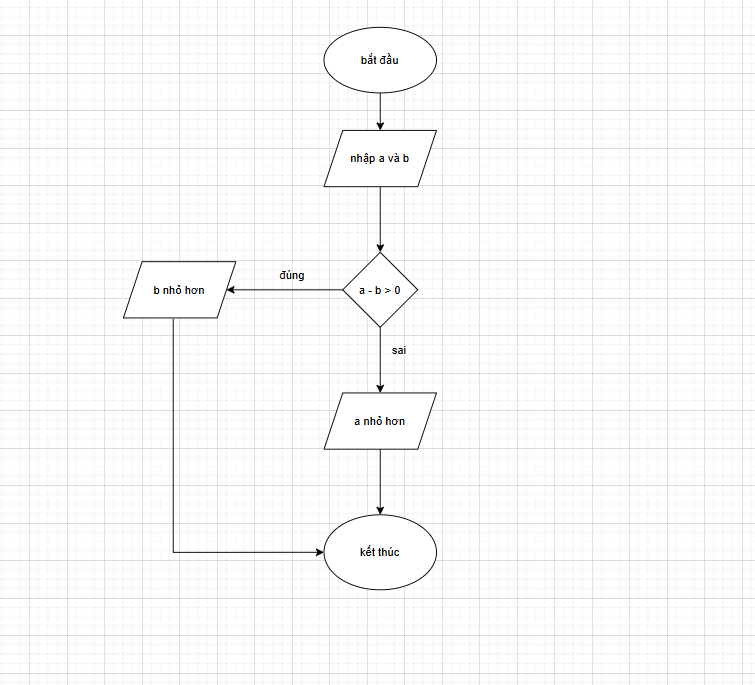 bắt đầu
nhập a và b
đúng
b nhỏ hơn
a - b > 0
sai
a nhỏ hơn
kết thúc